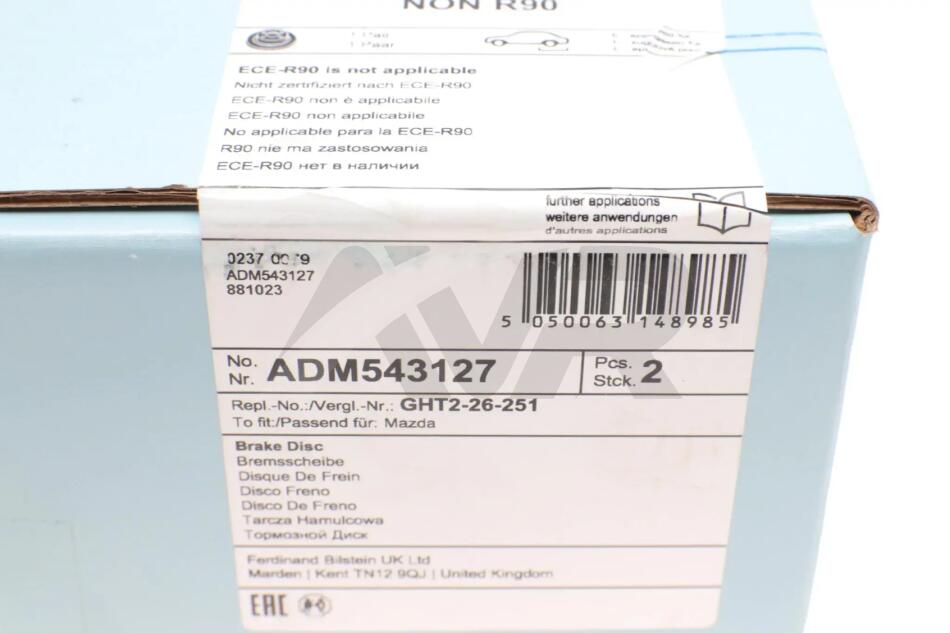 NON R90
1 Paar
ECE-R90 is not applicable
Nicht zertifiziert nach ECE-R90
ECE-R90 non è applicabile
ECE-R90 non applicabile
No applicable para la ECE-R90
R90 nie ma zastosowania
ECE-R90 нет в наличии
further applications
weitere anwendungen
d'autres applications
0237
ADM543127
881023
5 050063 148985
No. ADM543127 Pcs. 2
Nr. Stck.
Repl.-No.:/Vergl.-Nr.: GHT2-26-251
To fit:/Passend für: Mazda
Brake Disc
Bremsscheibe
Disque De Frein
Disco Freno
Disco De Freno
Tarcza Hamulcowa
Тормозной Диск
Ferdinand Bilstein UK Ltd
Marden | Kent TN12 9QJ | United Kingdom
EAC